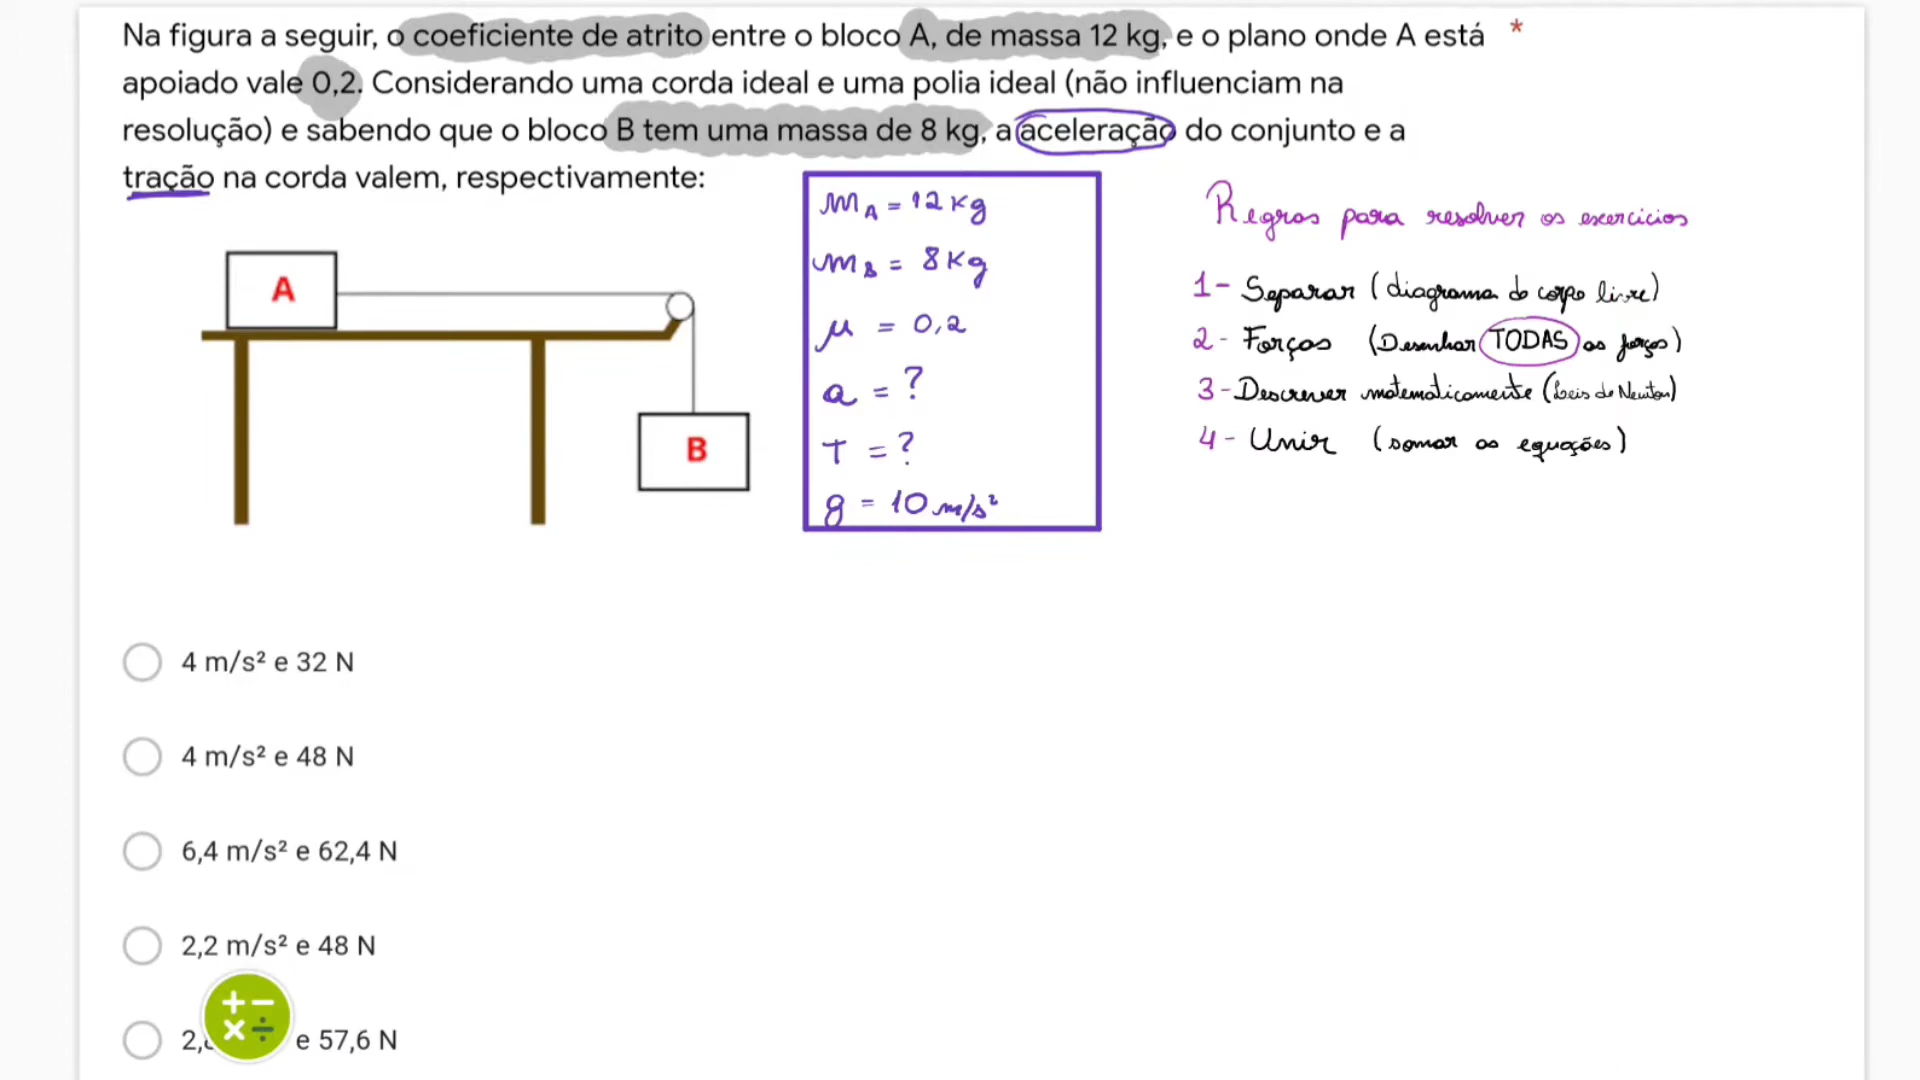 Na figura a seguir, o coeficiente de atrito entre o bloco A, de massa 12 kg, e o plano onde A está *
apoiado vale 0,2. Considerando uma corda ideal e uma polia ideal (não influenciam na
resolução) e sabendo que o bloco B tem uma massa de 8 kg, a aceleração do conjunto e a
tração na corda valem, respectivamente:
A
B
mA = 12 kg
mB = 8 kg
μ = 0,2
a = ?
T = ?
g = 10 m/s²
Regras para resolver os exercícios
1- Separar (diagrama do corpo livre)
2- Forças (Desenhar TODAS as forças)
3- Descrever matematicamente (Leis de Newton)
4- Unir (somar as equações)
4 m/s² e 32 N
4 m/s² e 48 N
6,4 m/s² e 62,4 N
2,2 m/s² e 48 N
2, e 57,6 N